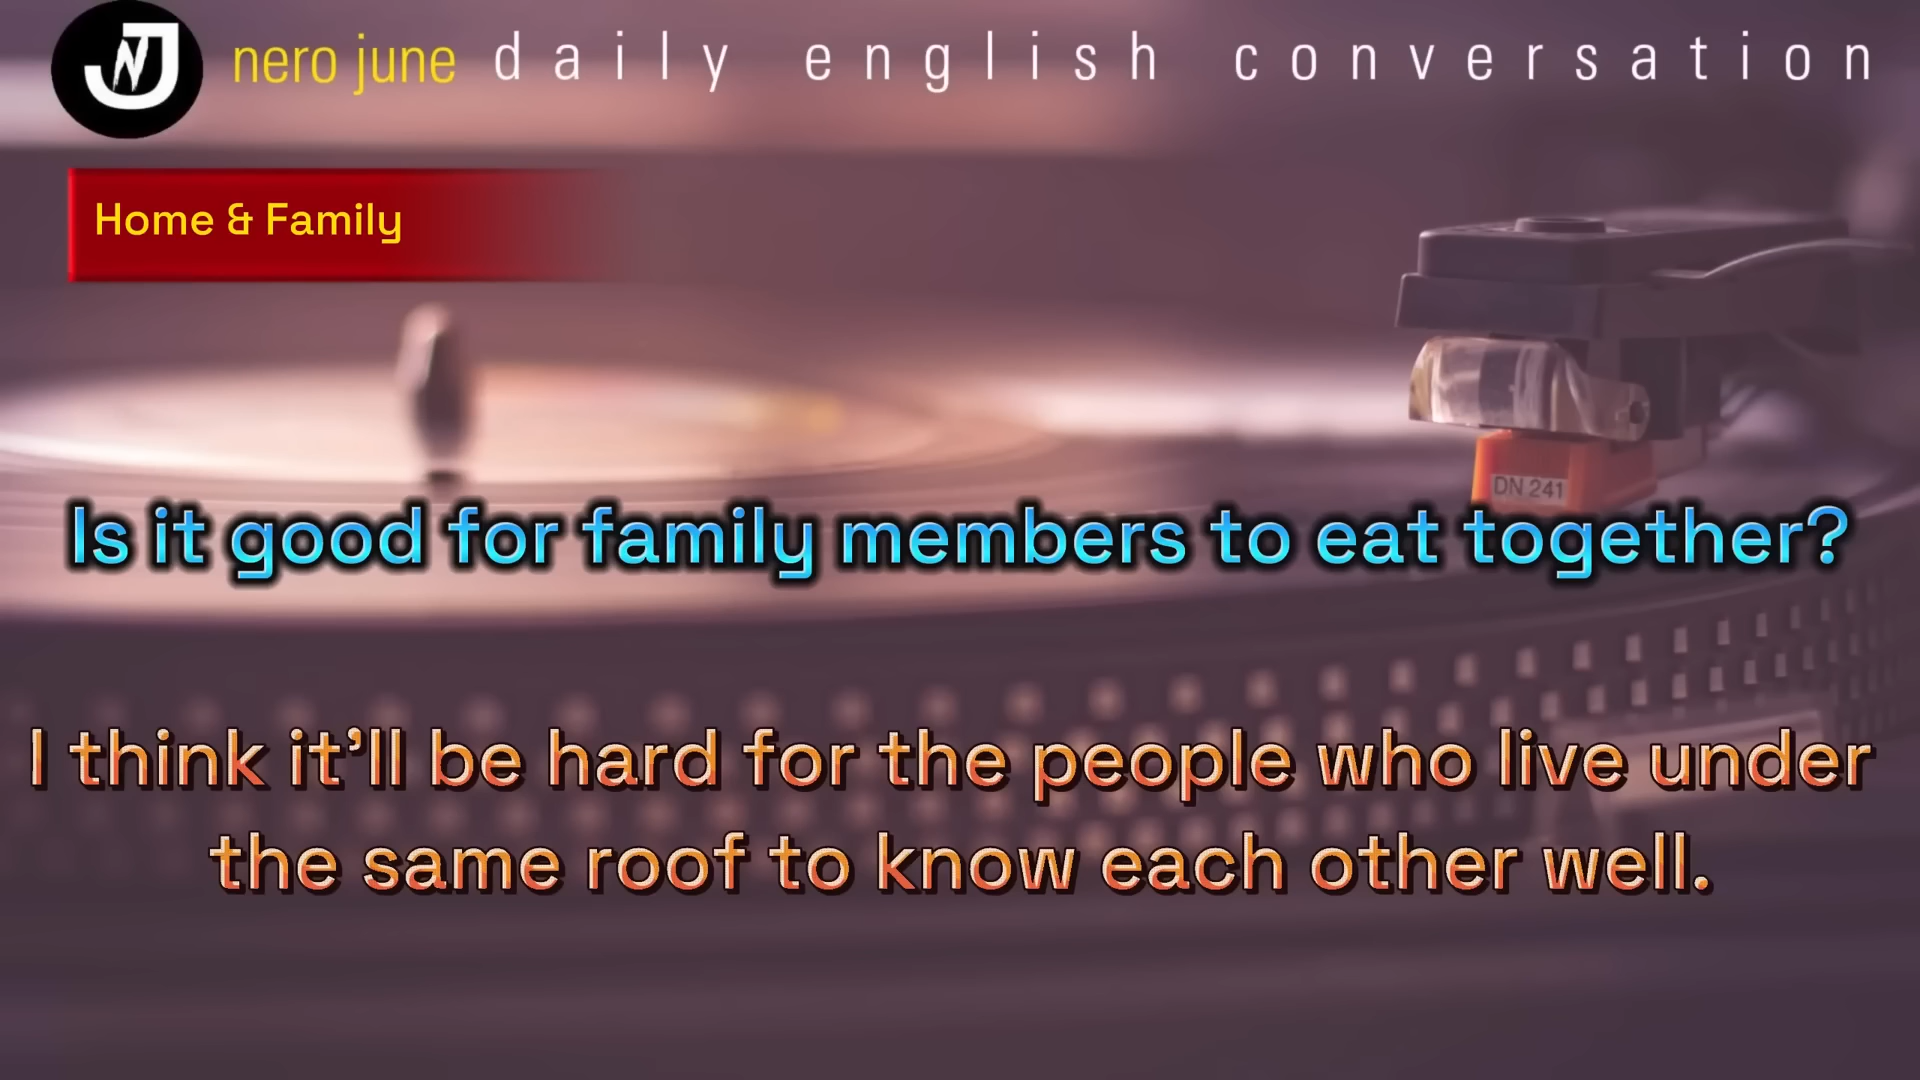 NJ
nero june daily english conversation
Home & Family
DN 241
Is it good for family members to eat together?
I think it’ll be hard for the people who live under
the same roof to know each other well.